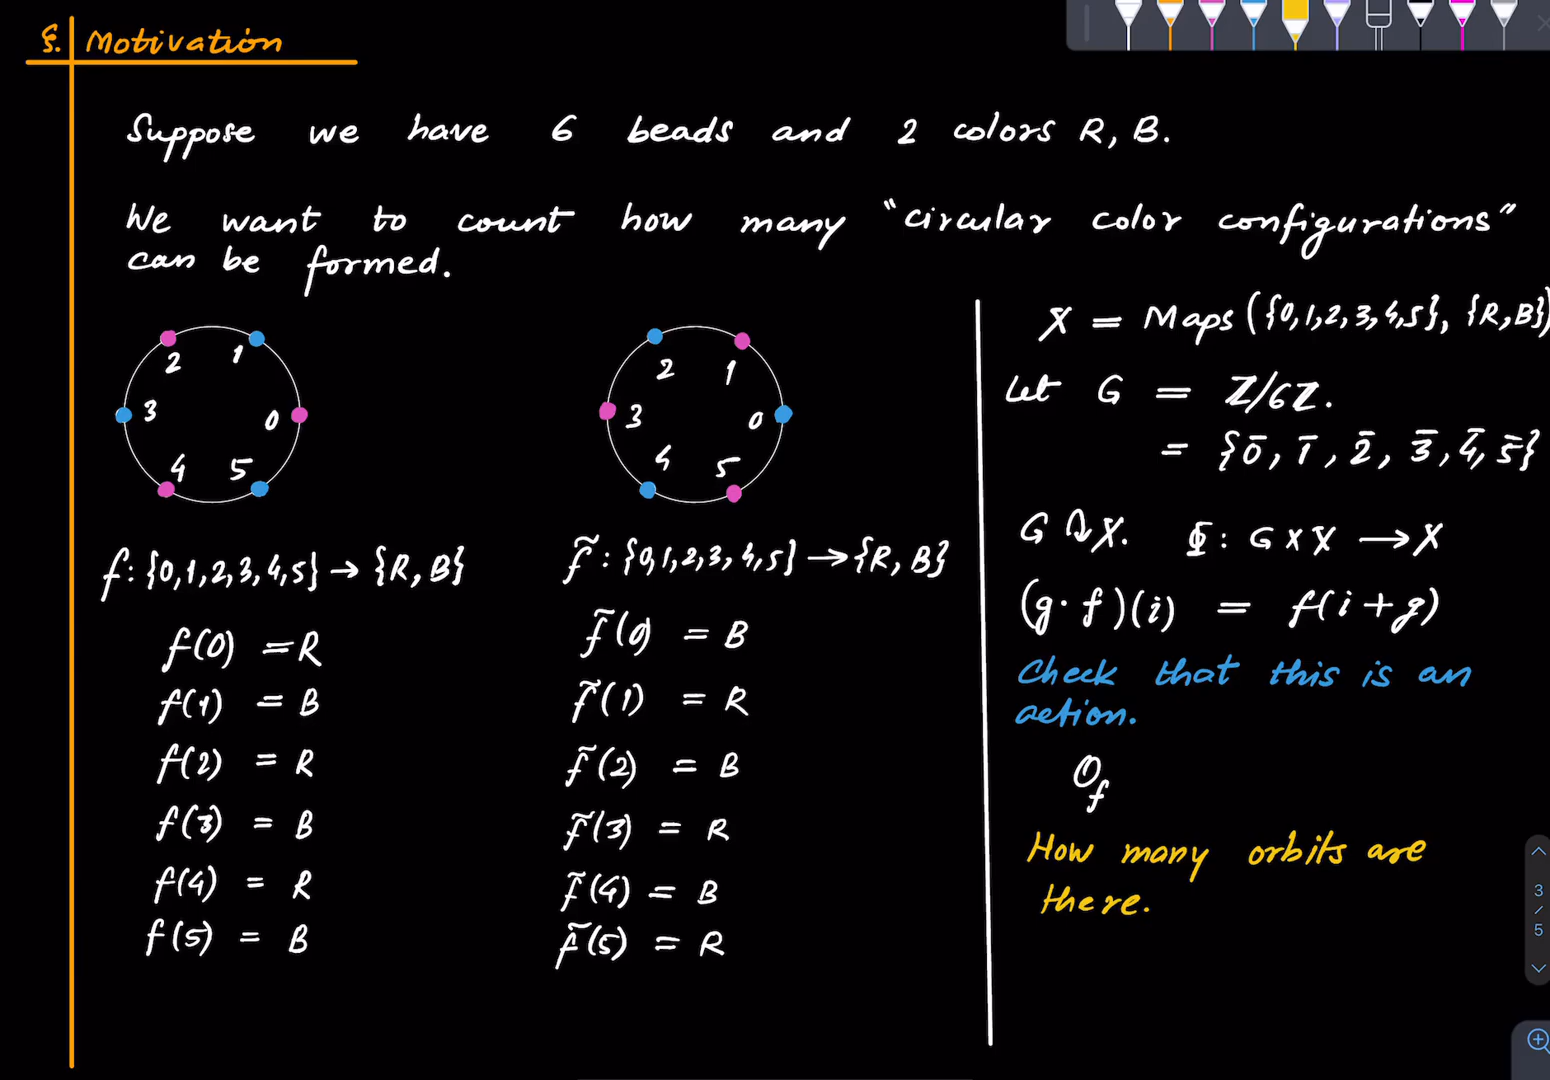 §. Motivation
Suppose we have 6 beads and 2 colors R, B.
We want to count how many "circular color configurations"
can be formed.
2 1
3 0
4 5
2 1
3 0
4 5
f: {0,1,2,3,4,5} → {R, B}
f(0) = R
f(1) = B
f(2) = R
f(3) = B
f(4) = R
f(5) = B
f̃ : {0,1,2,3,4,5} → {R, B}
f̃(0) = B
f̃(1) = R
f̃(2) = B
f̃(3) = R
f̃(4) = B
f̃(5) = R
X = Maps ({0,1,2,3,4,5}, {R,B})
Let G = ℤ/6ℤ.
= {0̄, 1̄, 2̄, 3̄, 4̄, 5̄}
G ↷ X. Φ : G × X → X
(g · f)(i) = f(i + g)
Check that this is an
action.
O_f
How many orbits are
there.
3
/
5